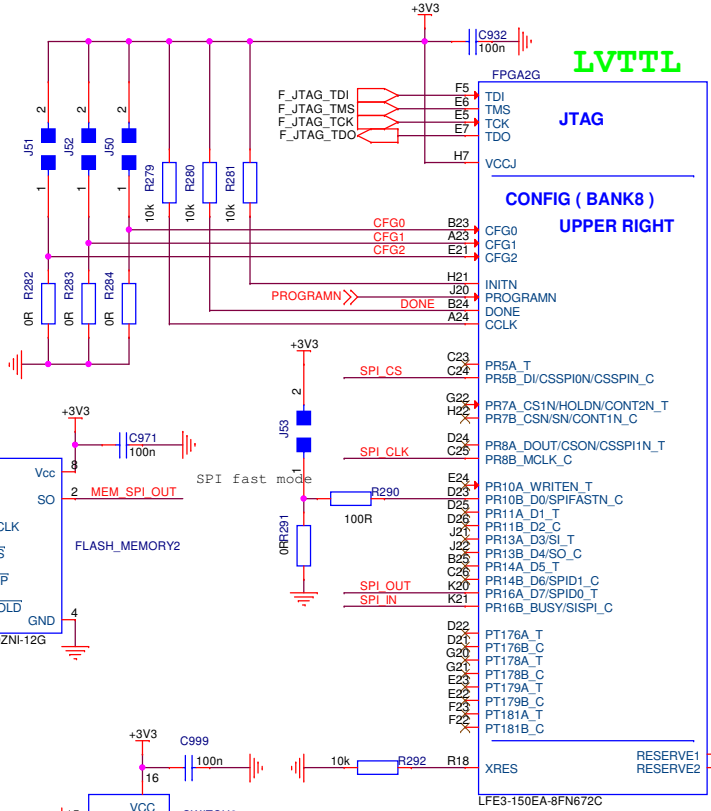 +3V3
C932
100n
LVTTL
FPGA2G
F_JTAG_TDI
F5
TDI
F_JTAG_TMS
E6
TMS
JTAG
F_JTAG_TCK
E5
TCK
F_JTAG_TDO
E7
TDO
H7
VCCJ
2
2
2
J51
J52
J50
1
1
1
R279
10k
R280
10k
R281
10k
CONFIG ( BANK8 )
UPPER RIGHT
CFG0
B23
CFG0
CFG1
A23
CFG1
CFG2
E21
CFG2
R282
0R
R283
0R
R284
0R
H21
INITN
PROGRAMN
J20
PROGRAMN
DONE
B24
DONE
A24
CCLK
+3V3
C23
PR5A_T
SPI_CS
C24
PR5B_DI/CSSPI0N/CSSPIN_C
2
J53
1
G22
PR7A_CS1N/HOLDN/CONT2N_T
H22
PR7B_CSN/SN/CONT1N_C
+3V3
C971
100n
D24
PR8A_DOUT/CSON/CSSPI1N_T
SPI_CLK
C25
PR8B_MCLK_C
8
Vcc
SPI fast mode
E24
PR10A_WRITEN_T
2
SO
MEM_SPI_OUT
R290
100R
D23
PR10B_D0/SPIFASTN_C
D25
PR11A_D1_T
D26
PR11B_D2_C
CLK
R291
0R
J21
PR13A_D3/SI_T
FLASH_MEMORY2
J22
PR13B_D4/SO_C
S
B25
PR14A_D5_T
P
C26
PR14B_D6/SPID1_C
SPI_OUT
K20
PR16A_D7/SPID0_T
OLD
SPI_IN
K21
PR16B_BUSY/SISPI_C
4
GND
ZNI-12G
D22
PT176A_T
D21
PT176B_C
G20
PT178A_T
G21
PT178B_C
E23
PT179A_T
E22
PT179B_C
F23
PT181A_T
F22
PT181B_C
+3V3
C999
100n
16
VCC
10k
R292
R18
XRES
RESERVE1
RESERVE2
LFE3-150EA-8FN672C